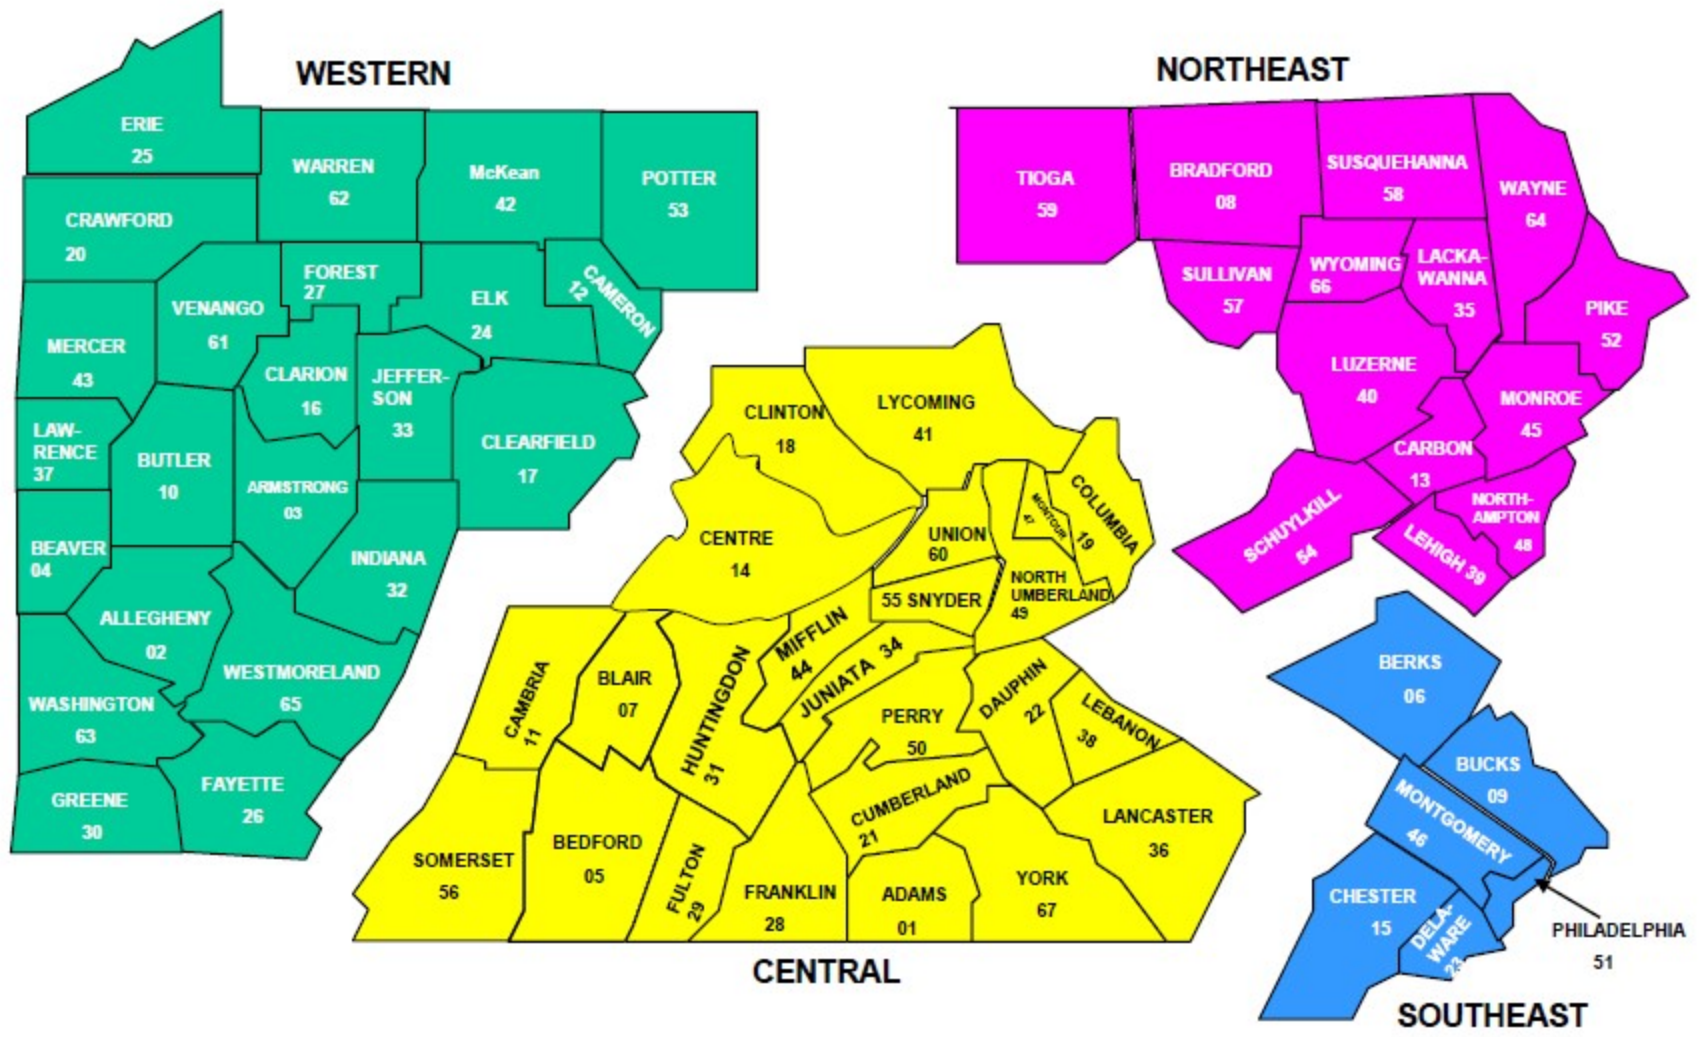 WESTERN
ERIE
25
WARREN
62
McKean
42
POTTER
53
CRAWFORD
20
FOREST
27
VENANGO
61
ELK
24
CAMERON
12
MERCER
43
CLARION
16
JEFFER-
SON
33
CLEARFIELD
17
LAW-
RENCE
37
BUTLER
10
ARMSTRONG
03
BEAVER
04
INDIANA
32
ALLEGHENY
02
WESTMORELAND
65
WASHINGTON
63
GREENE
30
FAYETTE
26
NORTHEAST
TIOGA
59
BRADFORD
08
SUSQUEHANNA
58
WAYNE
64
SULLIVAN
57
WYOMING
66
LACKA-
WANNA
35
PIKE
52
LUZERNE
40
MONROE
45
CARBON
13
SCHUYLKILL
54
NORTH-
AMPTON
48
LEHIGH 39
CENTRAL
CLINTON
18
LYCOMING
41
COLUMBIA
19
MONTOUR
47
CENTRE
14
UNION
60
55 SNYDER
NORTH
UMBERLAND
49
MIFFLIN
44
JUNIATA 34
CAMBRIA
11
BLAIR
07
HUNTINGDON
31
PERRY
50
DAUPHIN
22
LEBANON
38
CUMBERLAND
21
LANCASTER
36
SOMERSET
56
BEDFORD
05
FULTON
29
FRANKLIN
28
ADAMS
01
YORK
67
SOUTHEAST
BERKS
06
BUCKS
09
MONTGOMERY
46
CHESTER
15
DELA-
WARE
23
PHILADELPHIA
51